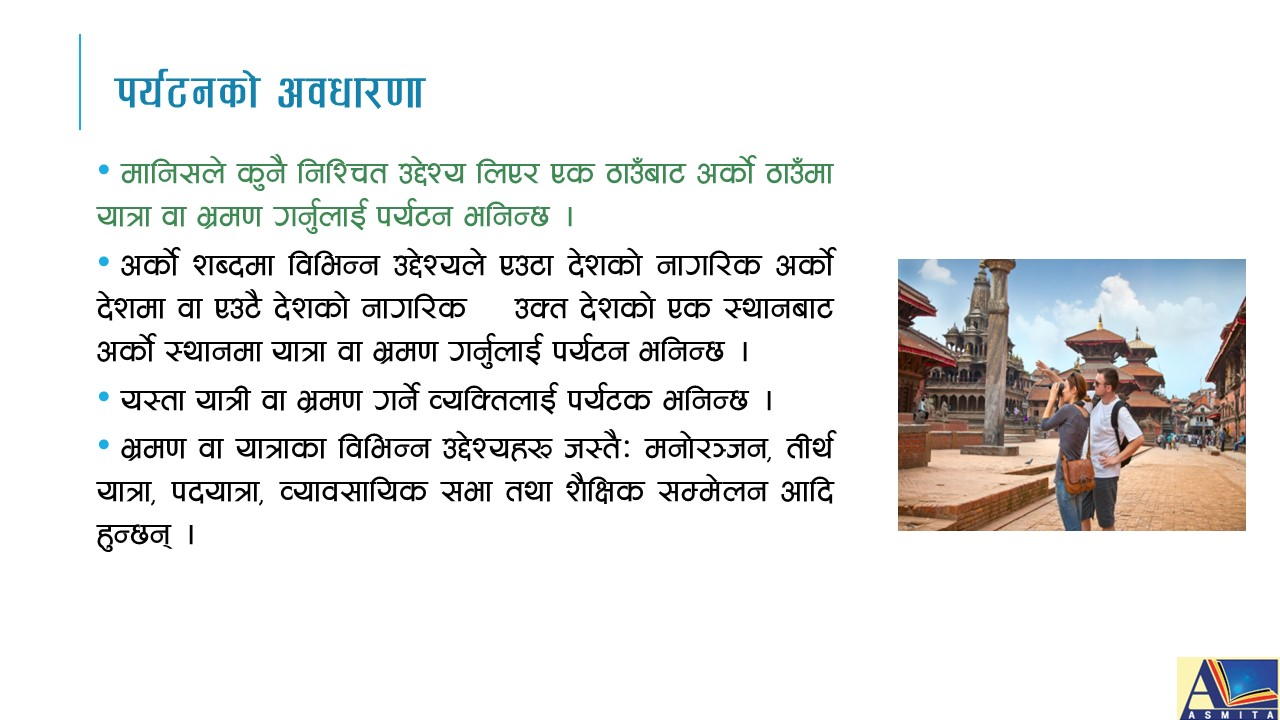 पर्यटनको अवधारणा
• मानिसले कुनै निश्चित उद्देश्य लिएर एक ठाउँबाट अर्को ठाउँमा
यात्रा वा भ्रमण गर्नुलाई पर्यटन भनिन्छ ।
• अर्को शब्दमा विभिन्न उद्देश्यले एउटा देशको नागरिक अर्को
देशमा वा एउटै देशको नागरिक उक्त देशको एक स्थानबाट
अर्को स्थानमा यात्रा वा भ्रमण गर्नुलाई पर्यटन भनिन्छ ।
• यस्ता यात्री वा भ्रमण गर्ने व्यक्तिलाई पर्यटक भनिन्छ ।
• भ्रमण वा यात्राका विभिन्न उद्देश्यहरु जस्तै: मनोरञ्जन, तीर्थ
यात्रा, पदयात्रा, व्यावसायिक सभा तथा शैक्षिक सम्मेलन आदि
हुन्छन् ।
ASMITA